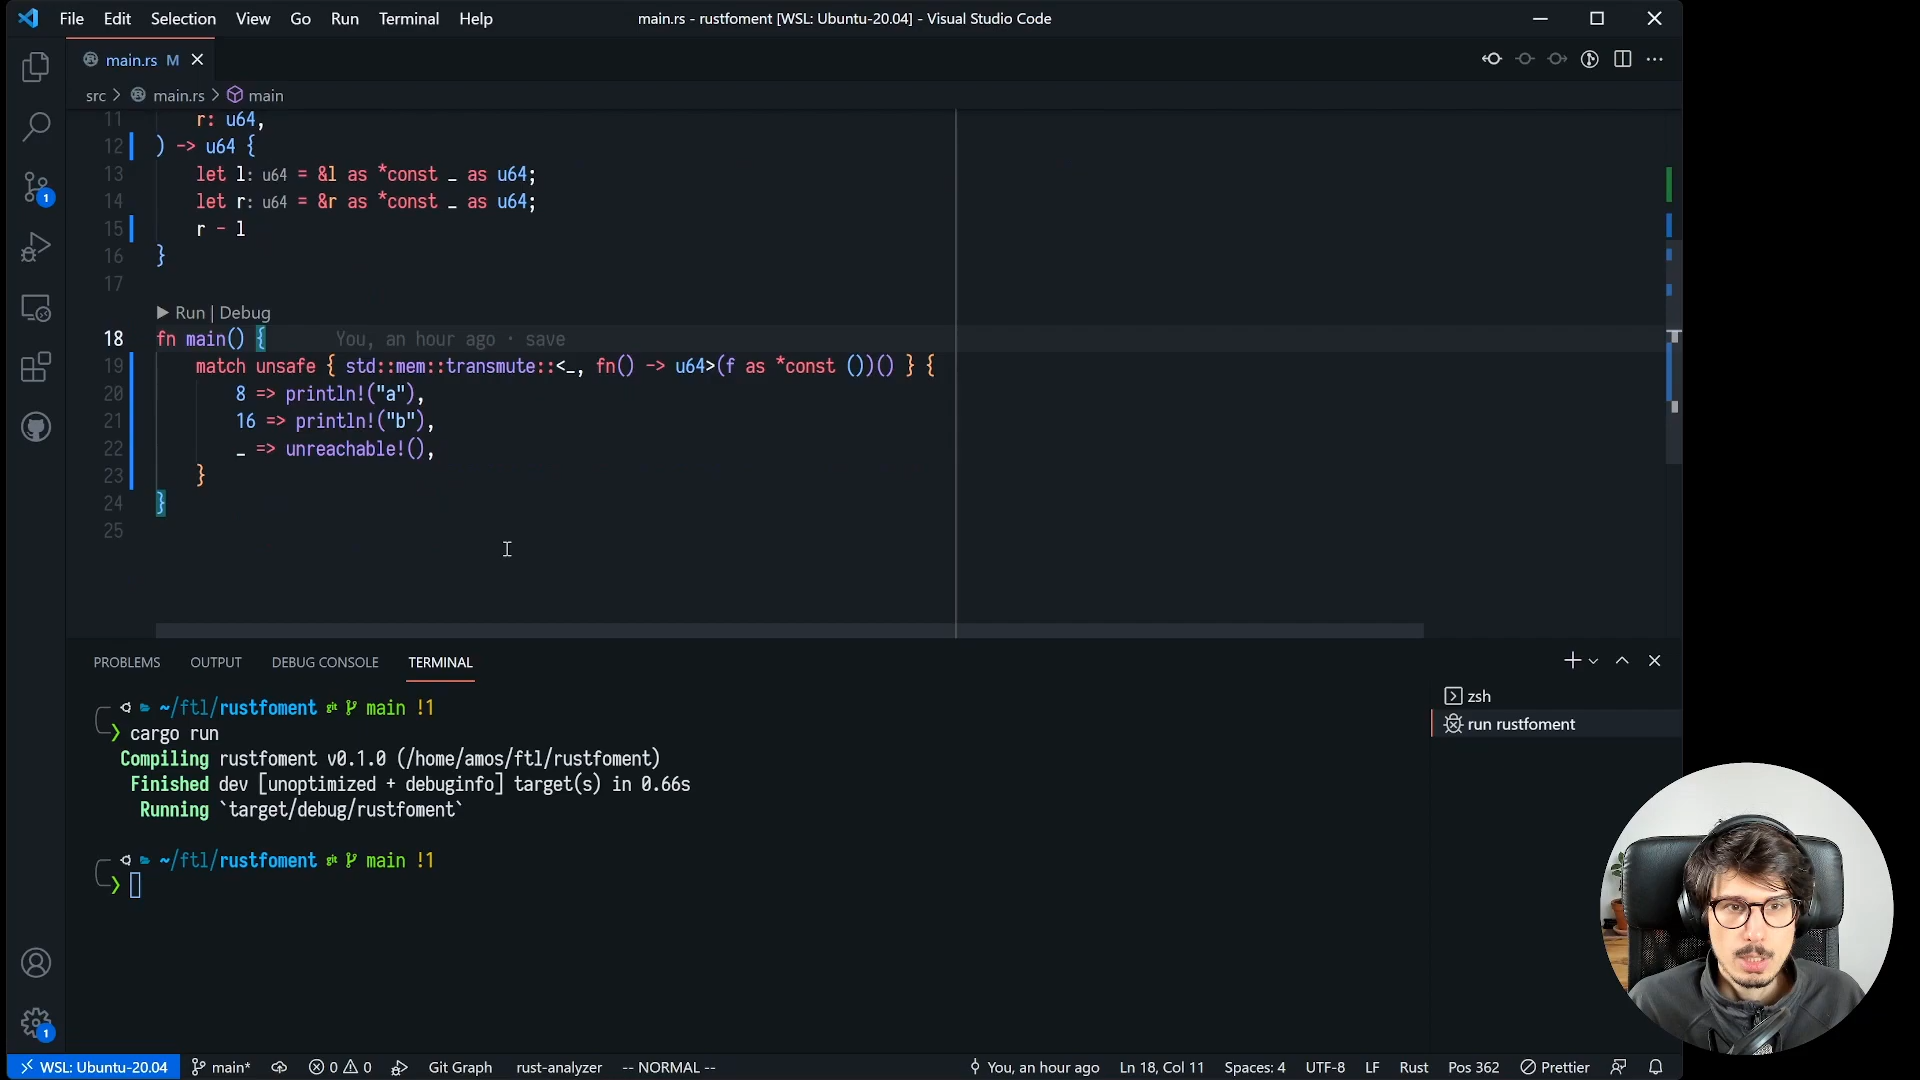 File Edit Selection View Go Run Terminal Help main.rs - rustfoment [WSL: Ubuntu-20.04] - Visual Studio Code
main.rs M
src > main.rs > main
11 r: u64,
12 ) -> u64 {
13 let l: u64 = &l as *const _ as u64;
14 let r: u64 = &r as *const _ as u64;
15 r - l
16 }
17
Run | Debug
18 fn main() { You, an hour ago · save
19 match unsafe { std::mem::transmute::<_, fn() -> u64>(f as *const ())() } {
20 8 => println!("a"),
21 16 => println!("b"),
22 _ => unreachable!(),
23 }
24 }
25
PROBLEMS OUTPUT DEBUG CONSOLE TERMINAL
~/ftl/rustfoment git main !1
❯ cargo run
Compiling rustfoment v0.1.0 (/home/amos/ftl/rustfoment)
Finished dev [unoptimized + debuginfo] target(s) in 0.66s
Running `target/debug/rustfoment`
~/ftl/rustfoment git main !1
❯
zsh
run rustfoment
1
1
WSL: Ubuntu-20.04 main* 0 0 Git Graph rust-analyzer -- NORMAL -- You, an hour ago Ln 18, Col 11 Spaces: 4 UTF-8 LF Rust Pos 362 Prettier